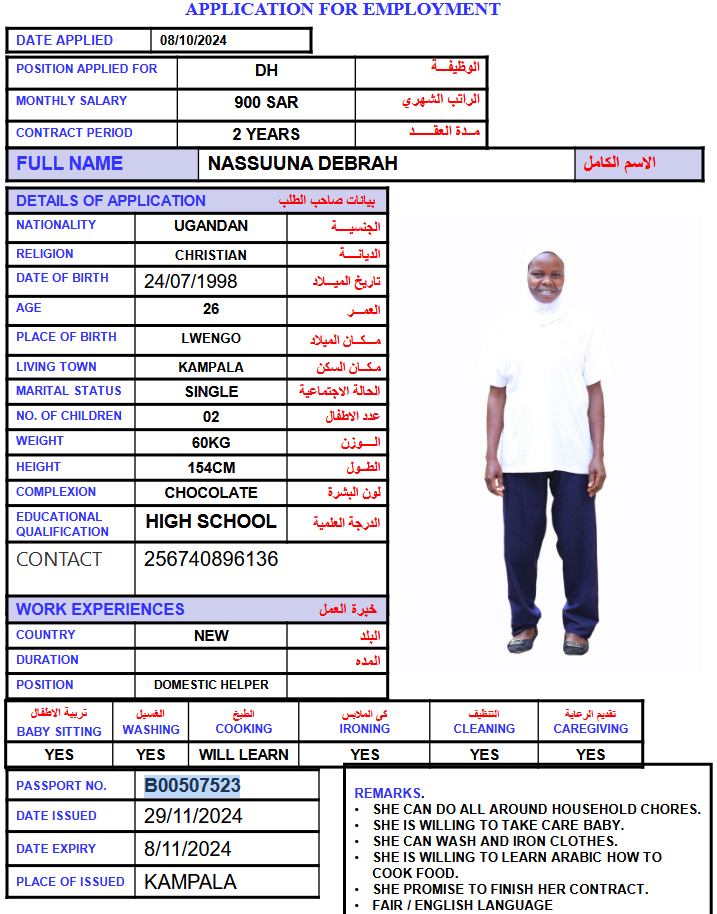 APPLICATION FOR EMPLOYMENT
DATE APPLIED 08/10/2024
POSITION APPLIED FOR DH الوظيفـــة
MONTHLY SALARY 900 SAR الراتب الشهري
CONTRACT PERIOD 2 YEARS مـدة العقـــد
FULL NAME NASSUUNA DEBRAH الاسم الكامل
DETAILS OF APPLICATION بيانات صاحب الطلب
NATIONALITY UGANDAN الجنسيـــة
RELIGION CHRISTIAN الديانـــة
DATE OF BIRTH 24/07/1998 تاريخ الميـــلاد
AGE 26 العمـــر
PLACE OF BIRTH LWENGO مـــكـان الميلاد
LIVING TOWN KAMPALA مكـان السكن
MARITAL STATUS SINGLE الحالة الاجتماعية
NO. OF CHILDREN 02 عدد الاطفال
WEIGHT 60KG الـــوزن
HEIGHT 154CM الطــول
COMPLEXION CHOCOLATE لون البشرة
EDUCATIONAL QUALIFICATION HIGH SCHOOL الدرجة العلمية
CONTACT 256740896136
WORK EXPERIENCES خبرة العمل
COUNTRY NEW البلد
DURATION المده
POSITION DOMESTIC HELPER
تربية الاطفال الغسيل الطبخ كي الملابس التنظيف تقديم الرعاية
BABY SITTING WASHING COOKING IRONING CLEANING CAREGIVING
YES YES WILL LEARN YES YES YES
PASSPORT NO. B00507523
DATE ISSUED 29/11/2024
DATE EXPIRY 8/11/2024
PLACE OF ISSUED KAMPALA
REMARKS.
• SHE CAN DO ALL AROUND HOUSEHOLD CHORES.
• SHE IS WILLING TO TAKE CARE BABY.
• SHE CAN WASH AND IRON CLOTHES.
• SHE IS WILLING TO LEARN ARABIC HOW TO
COOK FOOD.
• SHE PROMISE TO FINISH HER CONTRACT.
• FAIR / ENGLISH LANGUAGE